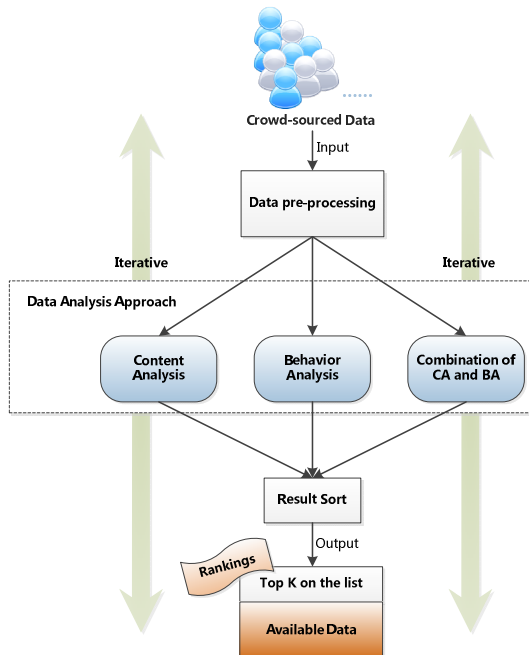 Crowd-sourced Data
Input
Data pre-processing
Iterative
Iterative
Data Analysis Approach
Content
Analysis
Behavior
Analysis
Combination of
CA and BA
Result Sort
Output
Rankings
Top K on the list
Available Data